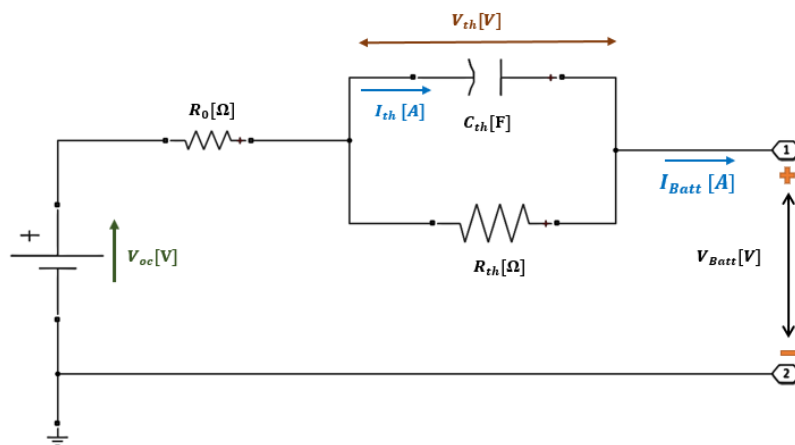 V_th[V]
I_th [A]
C_th[F]
R_0[Ω]
1
I_Batt [A]
+
V_oc[V]
R_th[Ω]
V_Batt[V]
2